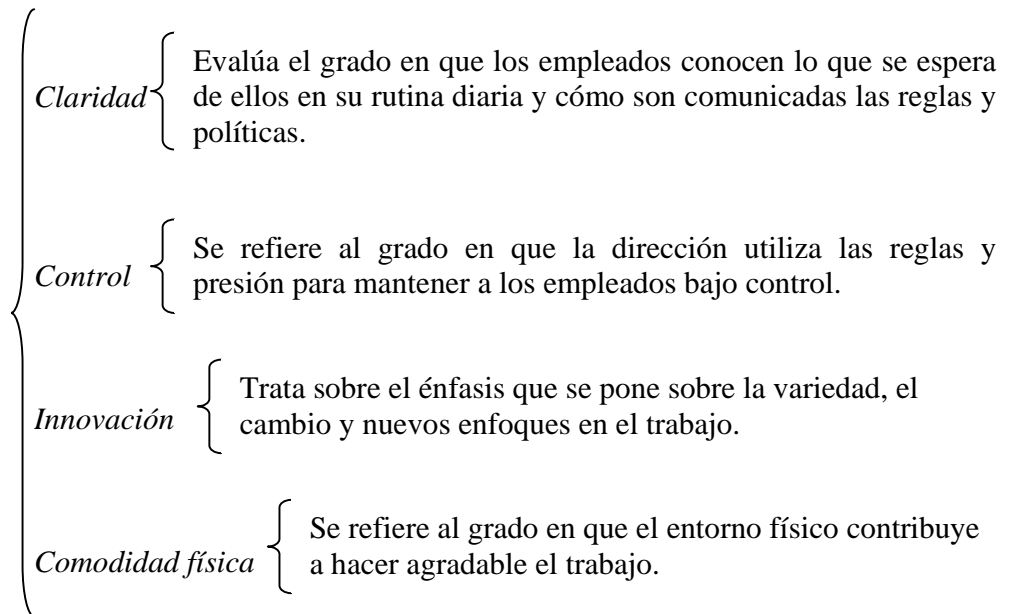 Claridad
Evalúa el grado en que los empleados conocen lo que se espera
de ellos en su rutina diaria y cómo son comunicadas las reglas y
políticas.
Control
Se refiere al grado en que la dirección utiliza las reglas y
presión para mantener a los empleados bajo control.
Innovación
Trata sobre el énfasis que se pone sobre la variedad, el
cambio y nuevos enfoques en el trabajo.
Comodidad física
Se refiere al grado en que el entorno físico contribuye
a hacer agradable el trabajo.